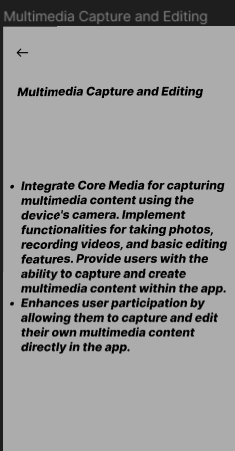 Multimedia Capture and Editing
Multimedia Capture and Editing
• Integrate Core Media for capturing
multimedia content using the
device's camera. Implement
functionalities for taking photos,
recording videos, and basic editing
features. Provide users with the
ability to capture and create
multimedia content within the app.
• Enhances user participation by
allowing them to capture and edit
their own multimedia content
directly in the app.